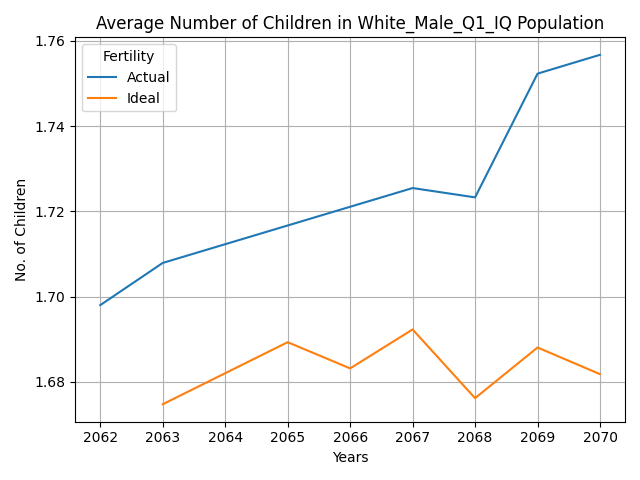 Average Number of Children in White_Male_Q1_IQ Population
1.76
1.74
1.72
1.70
1.68
No. of Children
Fertility
Actual
Ideal
2062 2063 2064 2065 2066 2067 2068 2069 2070
Years